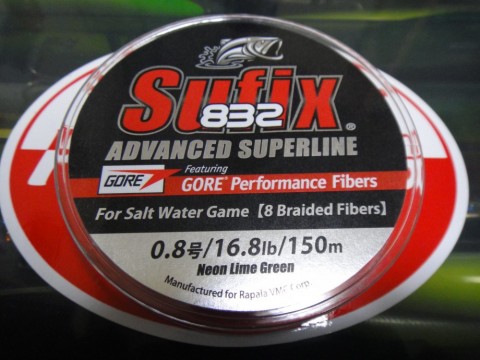 Sufix®
832
ADVANCED SUPERLINE
GORE
Featuring
GORE® Performance Fibers
For Salt Water Game【8 Braided Fibers】
0.8号/16.8lb/150m
Neon Lime Green
Manufactured for Rapala VMC Corp.